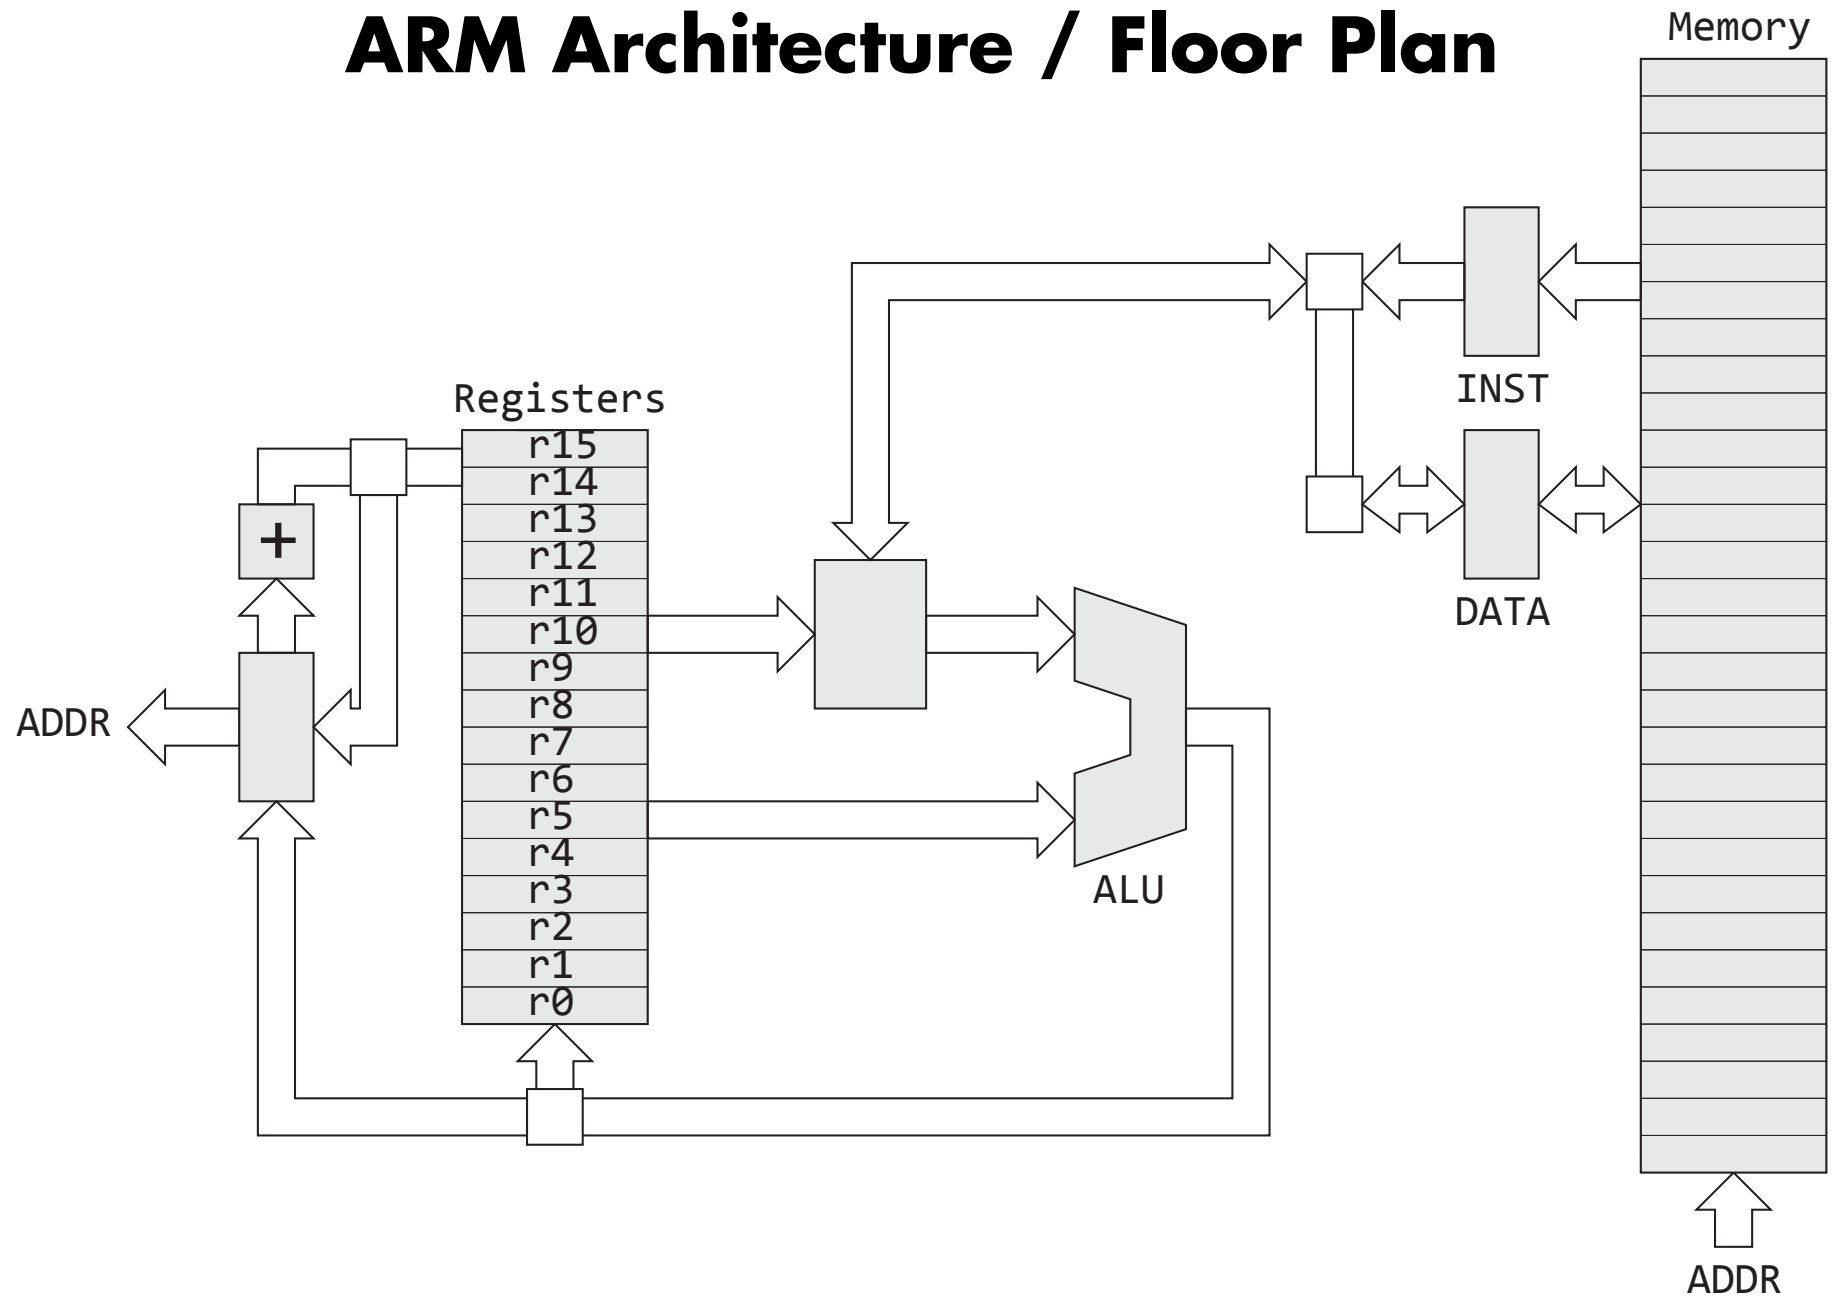 ARM Architecture / Floor Plan
Memory
INST
DATA
Registers
r15
r14
r13
r12
r11
r10
r9
r8
r7
r6
r5
r4
r3
r2
r1
r0
+
ADDR
ALU
ADDR